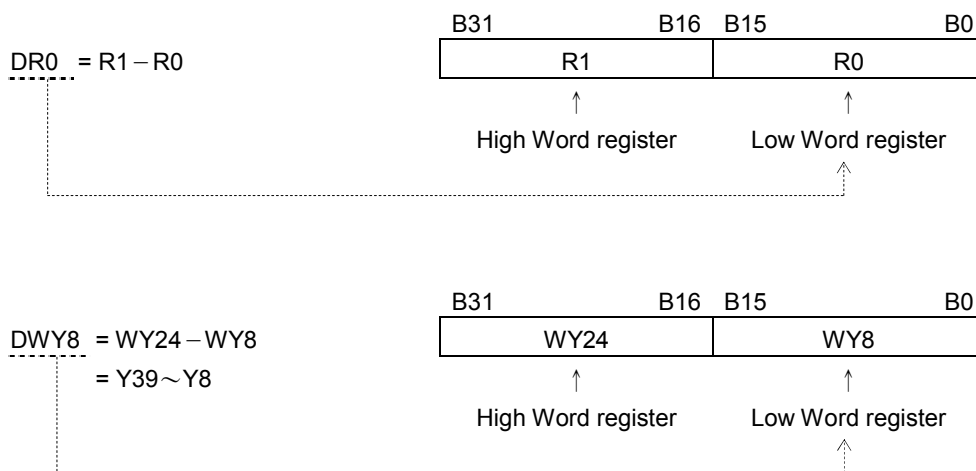 B31 B16 B15 B0
DR0 = R1－R0 R1 R0
↑ ↑
High Word register Low Word register
B31 B16 B15 B0
DWY8 = WY24－WY8 WY24 WY8
= Y39～Y8 ↑ ↑
High Word register Low Word register